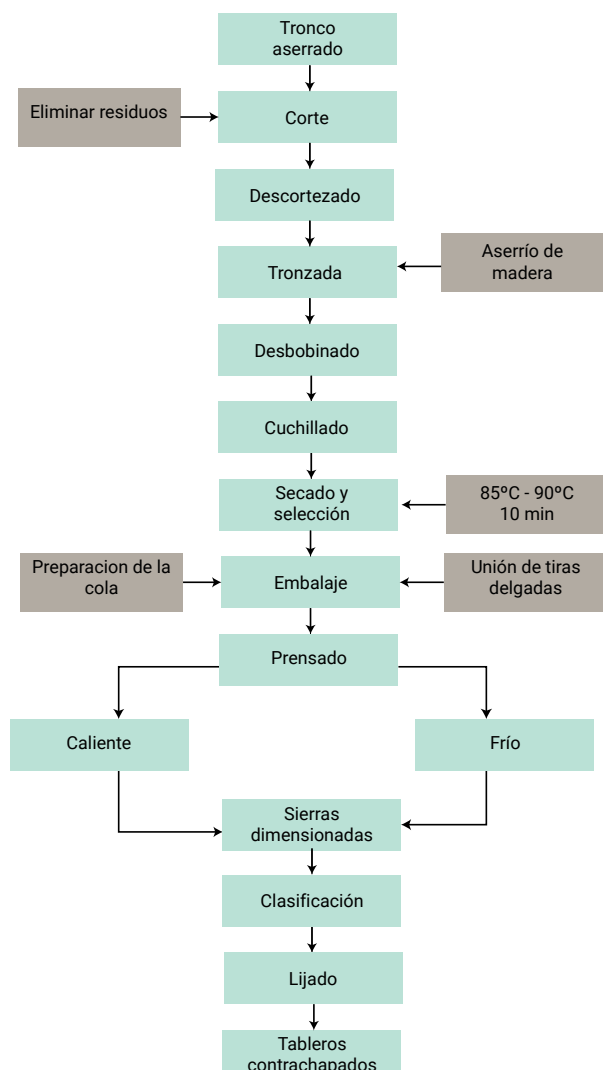 Tronco
aserrado
Eliminar residuos
Corte
Descortezado
Tronzada
Aserrío de
madera
Desbobinado
Cuchillado
Secado y
selección
85ºC - 90ºC
10 min
Preparacion de la
cola
Embalaje
Unión de tiras
delgadas
Prensado
Caliente
Frío
Sierras
dimensionadas
Clasificación
Lijado
Tableros
contrachapados